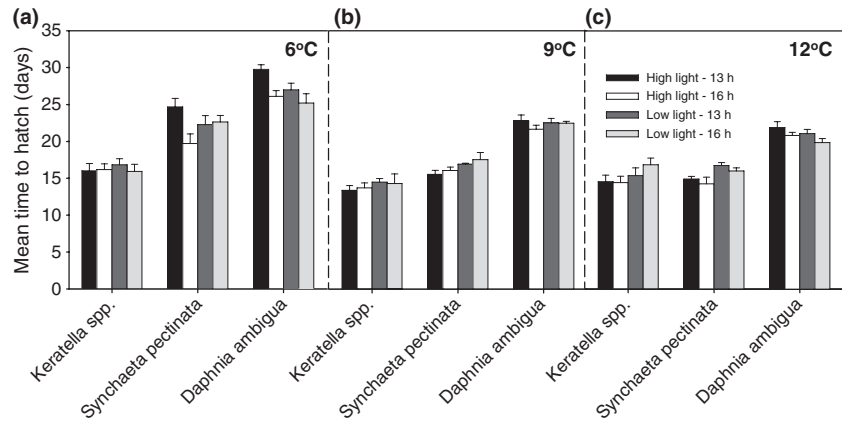 (a) (b) (c)
6°C 9°C 12°C
Mean time to hatch (days)
35
30
25
20
15
10
5
0
High light - 13 h
High light - 16 h
Low light - 13 h
Low light - 16 h
Keratella spp.
Synchaeta pectinata
Daphnia ambigua
Keratella spp.
Synchaeta pectinata
Daphnia ambigua
Keratella spp.
Synchaeta pectinata
Daphnia ambigua